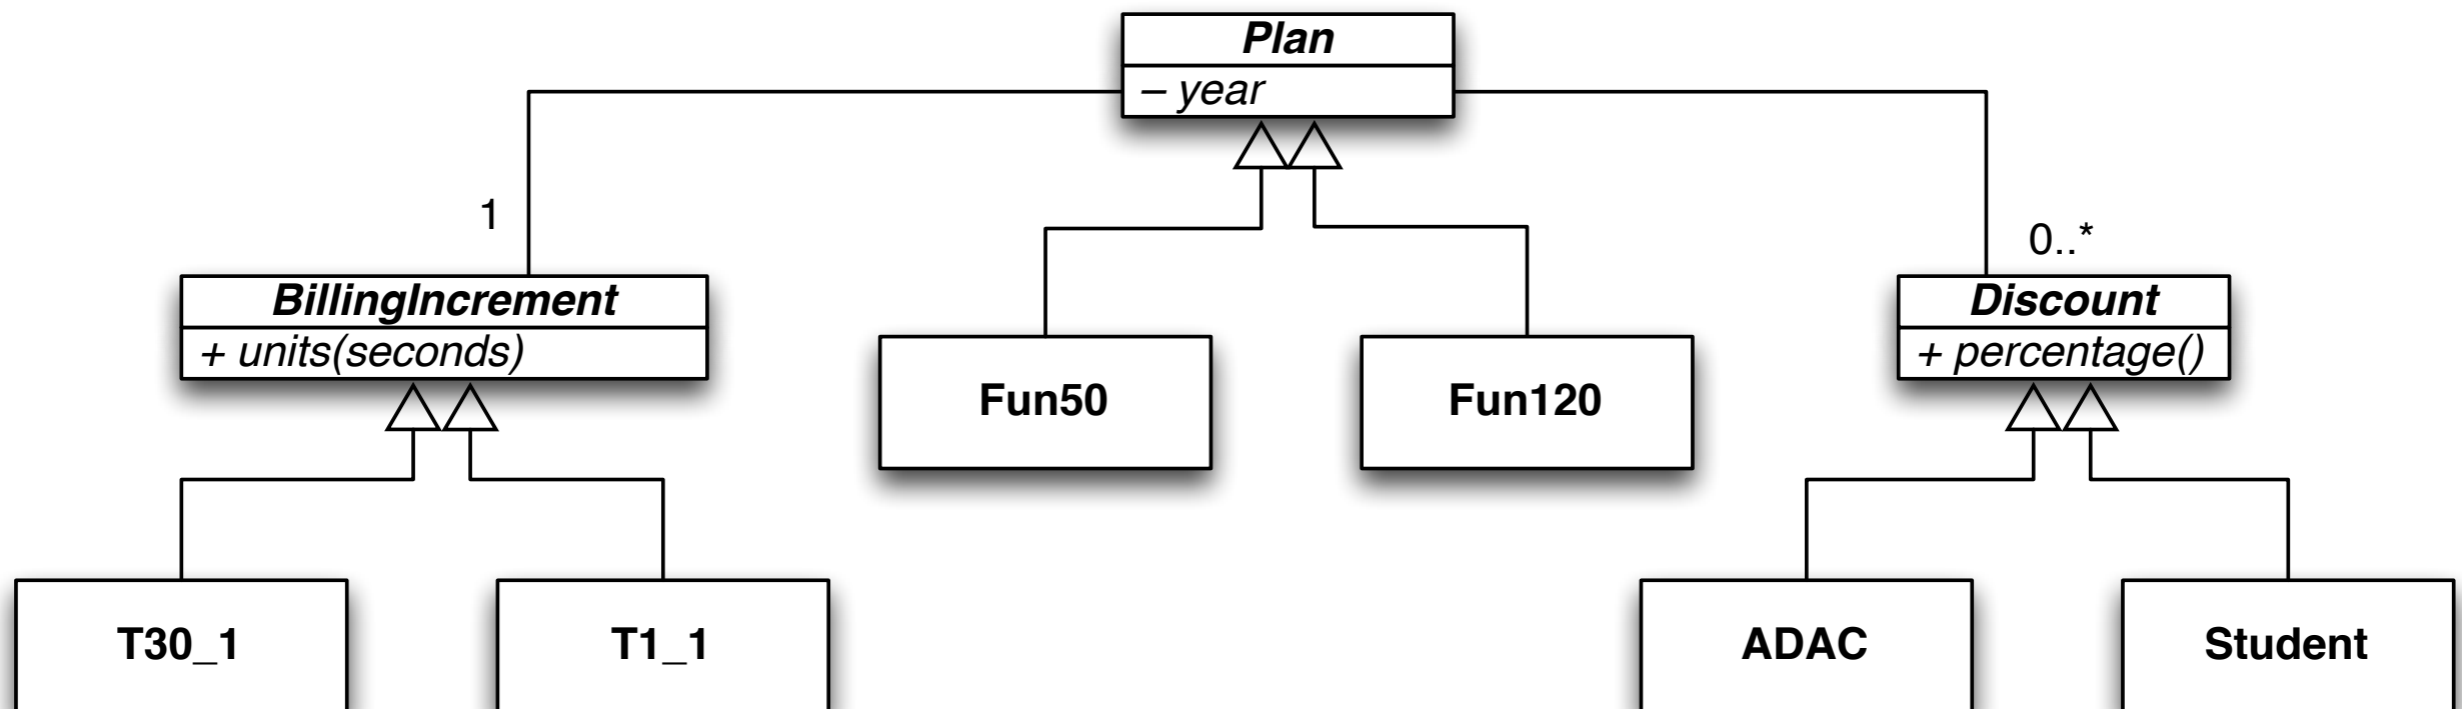 Plan
– year
1
0..*
BillingIncrement
+ units(seconds)
Discount
+ percentage()
Fun50
Fun120
T30_1
T1_1
ADAC
Student